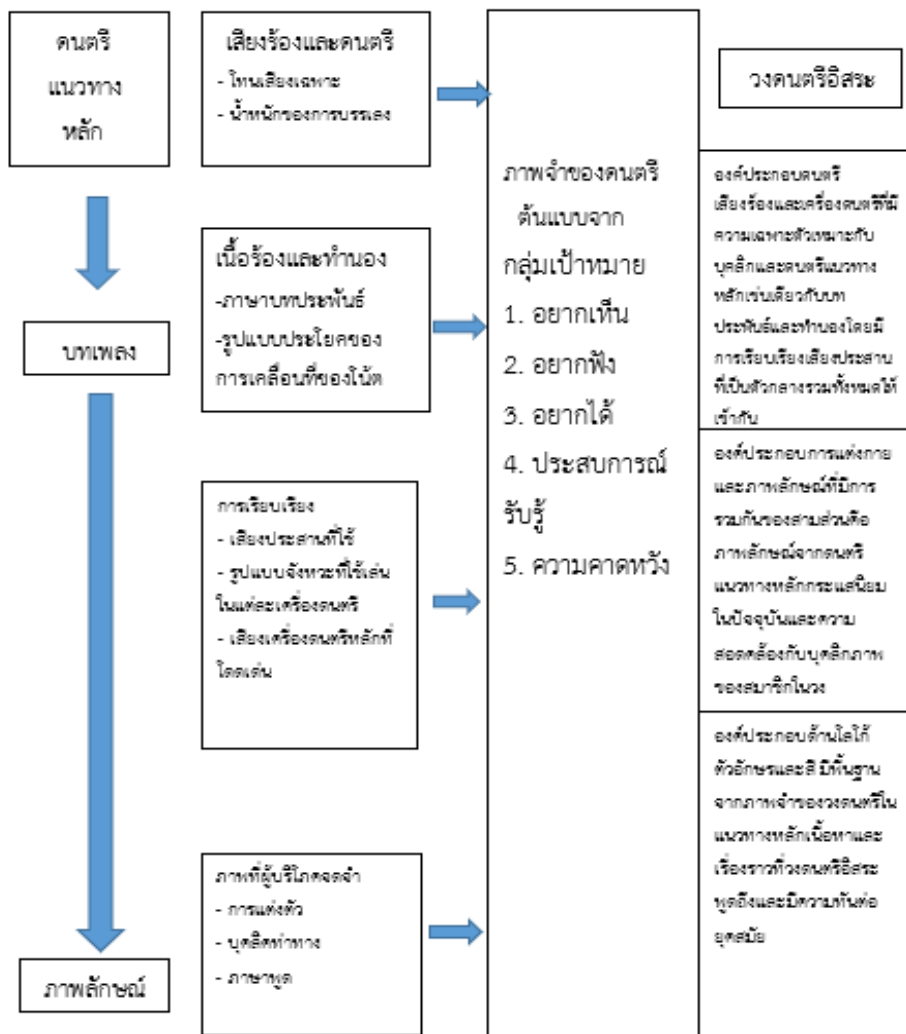 ดนตรี
แนวทาง
หลัก
บทเพลง
ภาพลักษณ์
เสียงร้องและดนตรี
- โทนเสียงเฉพาะ
- น้ำหนักของการบรรเลง
เนื้อร้องและทำนอง
-ภาษาบทประพันธ์
-รูปแบบประโยคของ
การเคลื่อนที่ของโน้ต
การเรียบเรียง
- เสียงประสานที่ใช้
- รูปแบบจังหวะที่ใช้เล่น
ในแต่ละเครื่องดนตรี
- เสียงเครื่องดนตรีหลักที่
โดดเด่น
ภาพที่ผู้บริโภคจดจำ
- การแต่งตัว
- บุคลิคท่าทาง
- ภาษาพูด
ภาพจำของดนตรี
ต้นแบบจาก
กลุ่มเป้าหมาย
1. อยากเห็น
2. อยากฟัง
3. อยากได้
4. ประสบการณ์
รับรู้
5. ความคาดหวัง
วงดนตรีอิสระ
องค์ประกอบดนตรี
เสียงร้องและเครื่องดนตรีที่มี
ความเฉพาะตัวเหมาะกับ
บุคลิกและดนตรีแนวทาง
หลักเช่นเดียวกับบท
ประพันธ์และทำนองโดยมี
การเรียบเรียงเสียงประสาน
ที่เป็นตัวกลางรวมทั้งหมดให้
เข้ากัน
องค์ประกอบการแต่งกาย
และภาพลักษณ์ที่มีการ
รวมกันของสามส่วนคือ
ภาพลักษณ์จากดนตรี
แนวทางหลักกระแสนิยม
ในปัจจุบันและความ
สอดคล้องกับบุคลิกภาพ
ของสมาชิกในวง
องค์ประกอบด้านโลโก้
ตัวอักษรและสี มีพื้นฐาน
จากภาพจำของวงดนตรีใน
แนวทางหลักเนื้อหาและ
เรื่องราวที่วงดนตรีอิสระ
พูดถึงและมีความทันต่อ
ยุคสมัย